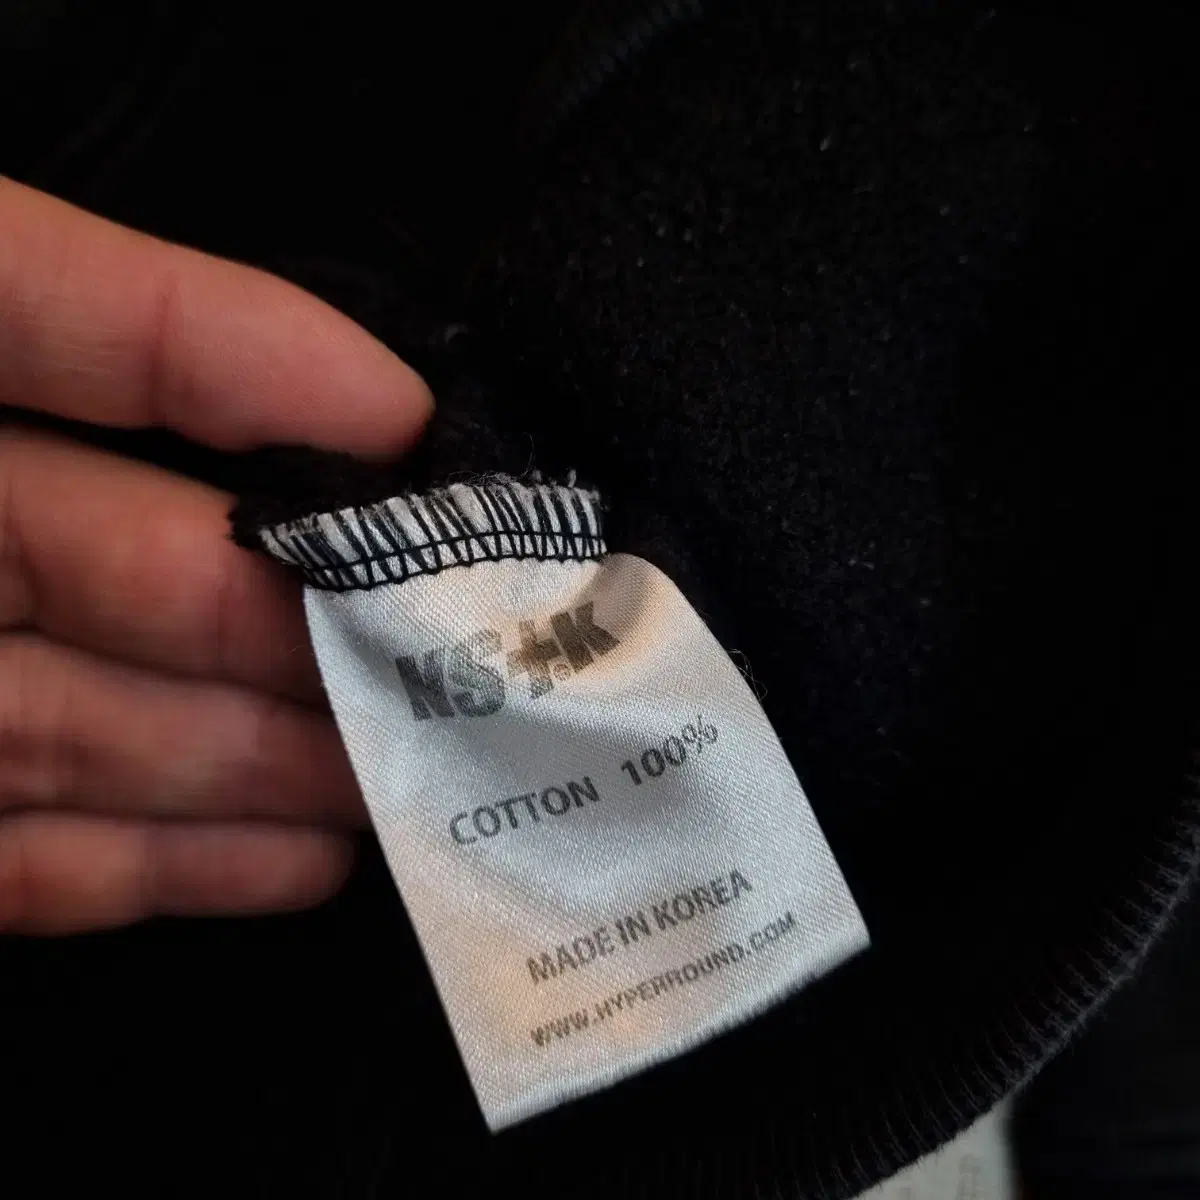 NS+K
COTTON 100%
MADE IN KOREA
WWW.HYPERROUND.COM